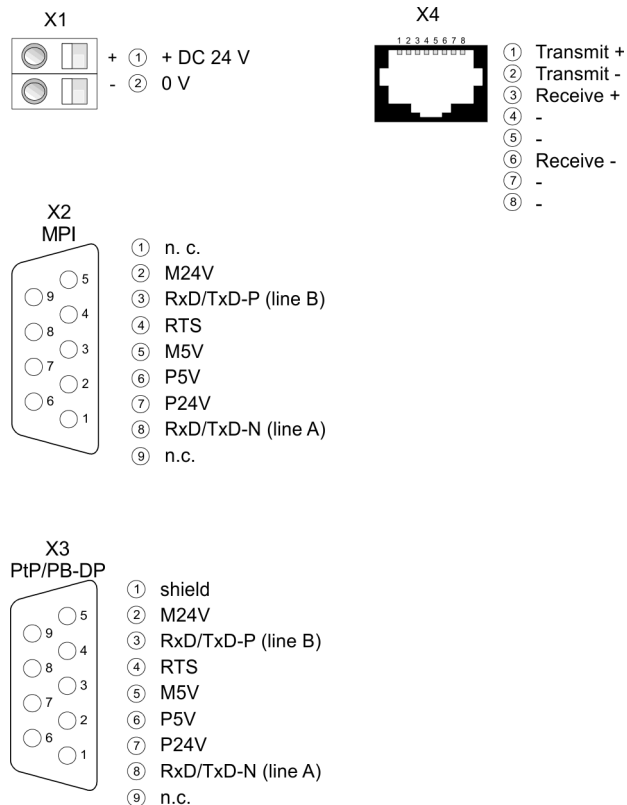 X1
+ 1 + DC 24 V
- 2 0 V
X4
1 2 3 4 5 6 7 8
1 Transmit +
2 Transmit -
3 Receive +
4 -
5 -
6 Receive -
7 -
8 -
X2
MPI
5
9
4
8
3
7
2
6
1
1 n. c.
2 M24V
3 RxD/TxD-P (line B)
4 RTS
5 M5V
6 P5V
7 P24V
8 RxD/TxD-N (line A)
9 n.c.
X3
PtP/PB-DP
5
9
4
8
3
7
2
6
1
1 shield
2 M24V
3 RxD/TxD-P (line B)
4 RTS
5 M5V
6 P5V
7 P24V
8 RxD/TxD-N (line A)
9 n.c.